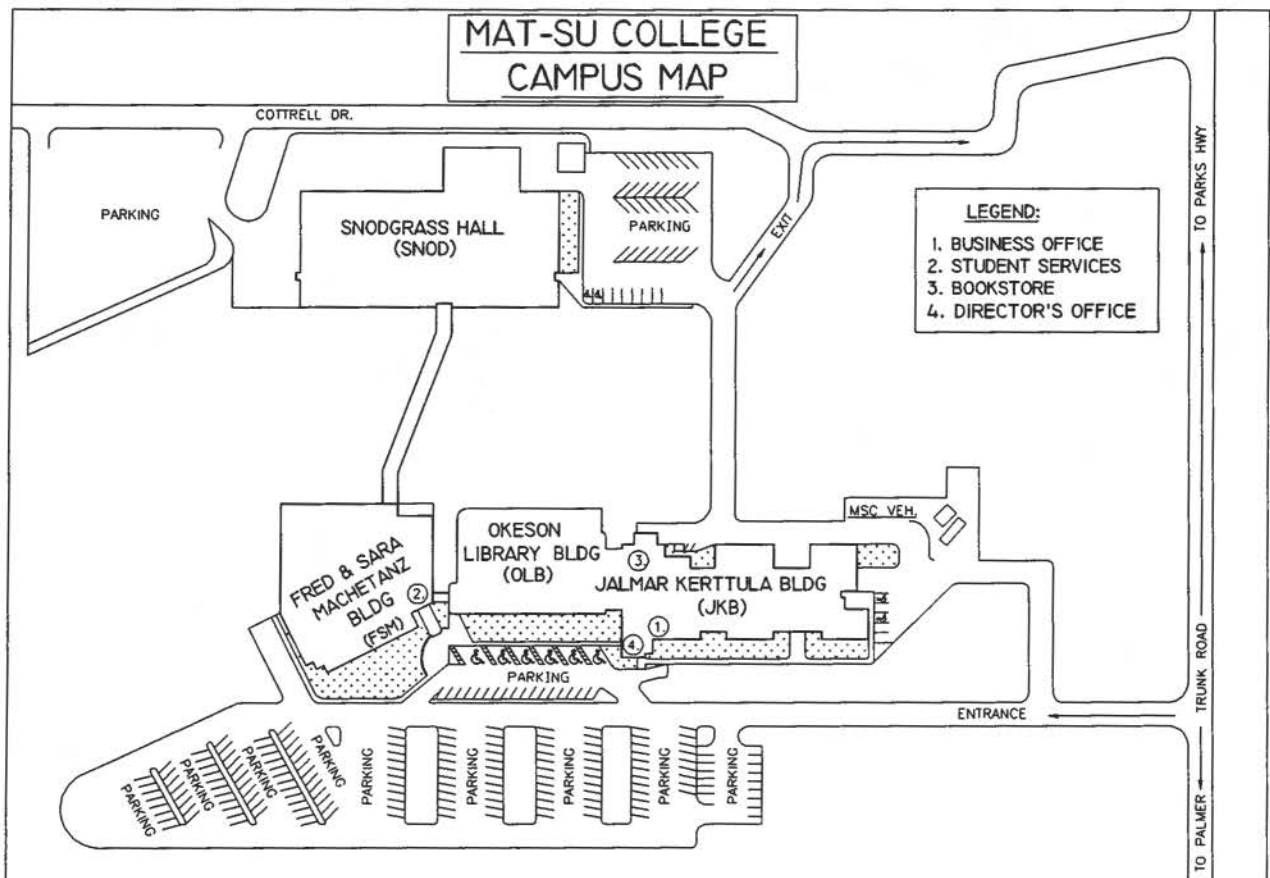 MAT-SU COLLEGE
CAMPUS MAP
COTTRELL DR.
PARKING
SNODGRASS HALL
(SNOD)
PARKING
EXIT
TO PARKS HWY
LEGEND:
1. BUSINESS OFFICE
2. STUDENT SERVICES
3. BOOKSTORE
4. DIRECTOR'S OFFICE
MSC VEH.
OKESON
LIBRARY BLDG
(OLB)
3.
JALMAR KERTTULA BLDG
(JKB)
FRED & SARA
MACHETANZ
BLDG
(FSM)
2.
1.
4.
PARKING
ENTRANCE
TRUNK ROAD
TO PALMER
PARKING
PARKING
PARKING
PARKING
PARKING
PARKING
PARKING
PARKING
PARKING